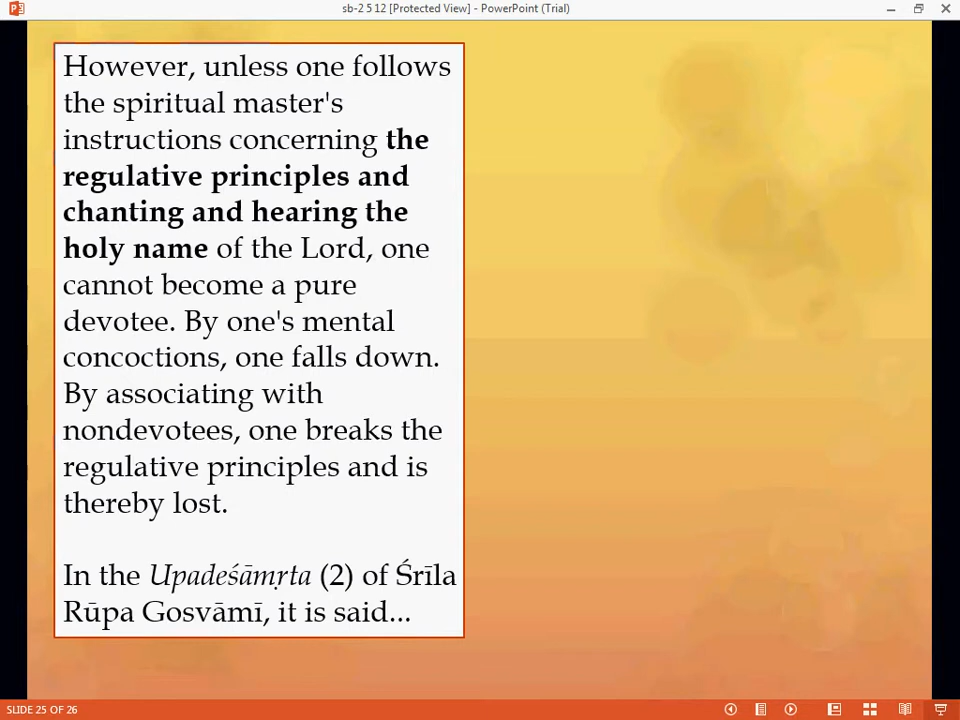 sb-2 5 12 [Protected View] - PowerPoint (Trial)
However, unless one follows
the spiritual master's
instructions concerning the
regulative principles and
chanting and hearing the
holy name of the Lord, one
cannot become a pure
devotee. By one's mental
concoctions, one falls down.
By associating with
nondevotees, one breaks the
regulative principles and is
thereby lost.
In the Upadeśāmṛta (2) of Śrīla
Rūpa Gosvāmī, it is said...
SLIDE 25 OF 26